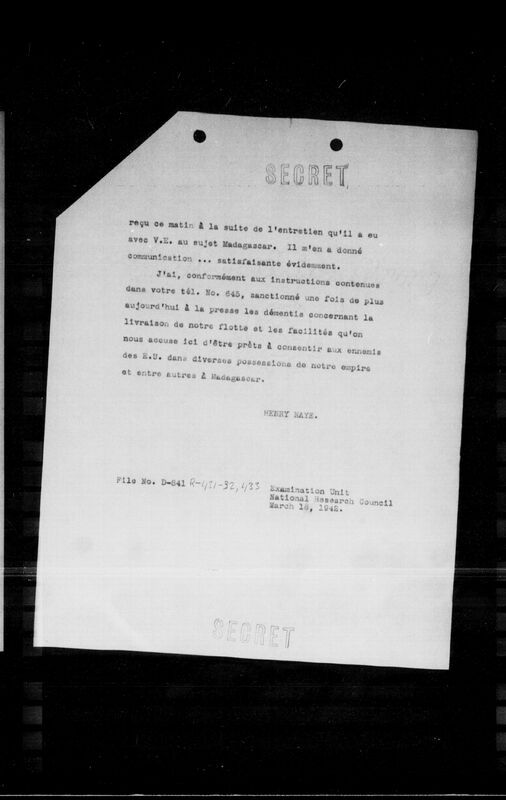 SECRET
reçu ce matin à la suite de l'entretien qu'il a eu
avec V.E. au sujet Madagascar. Il m'en a donné
communication ... satisfaisante évidemment.
J'ai, conformément aux instructions contenues
dans votre tél. No. 645, sanctionné une fois de plus
aujourd'hui à la presse les démentis concernant la
livraison de notre flotte et les facilités qu'on
nous accuse ici d'être prêts à consentir aux ennemis
des E.U. dans diverses possessions de notre empire
et entre autres à Madagascar.
HENRY HAYE.
File No. D-841 R-431-32, 433
Examination Unit
National Research Council
March 18, 1942.
SECRET